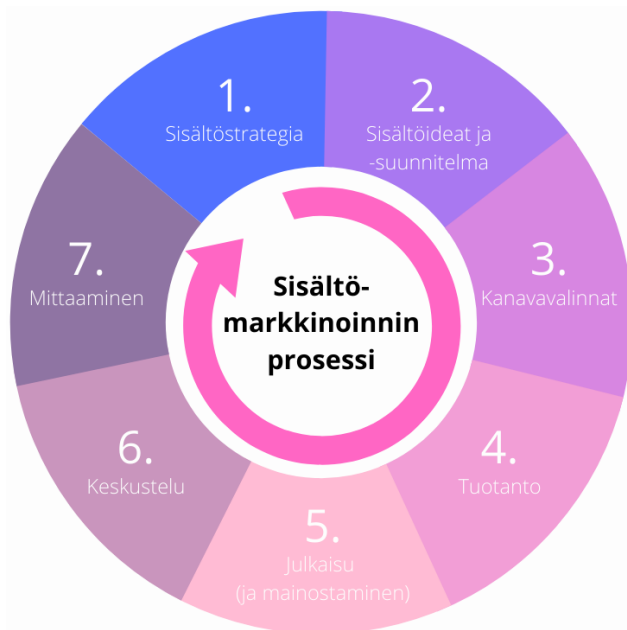 1.
Sisältöstrategia
2.
Sisältöideat ja
-suunnitelma
3.
Kanavavalinnat
4.
Tuotanto
5.
Julkaisu
(ja mainostaminen)
6.
Keskustelu
7.
Mittaaminen
Sisältö-
markkinoinnin
prosessi